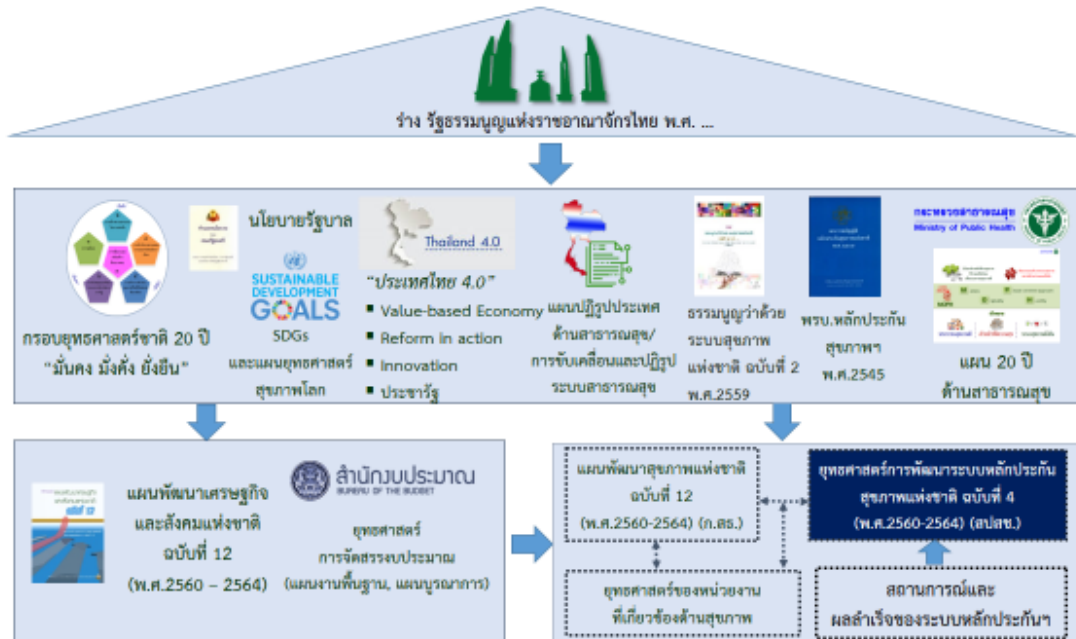 ร่าง รัฐธรรมนูญแห่งราชอาณาจักรไทย พ.ศ. ...
กรอบยุทธศาสตร์ชาติ 20 ปี
“มั่นคง มั่งคั่ง ยั่งยืน”
นโยบายรัฐบาล
SUSTAINABLE
DEVELOPMENT
GOALS
SDGs
และแผนยุทธศาสตร์
สุขภาพโลก
Thailand 4.0
“ประเทศไทย 4.0”
▪ Value-based Economy
▪ Reform in action
▪ Innovation
▪ ประชารัฐ
แผนปฏิรูปประเทศ
ด้านสาธารณสุข/
การขับเคลื่อนและปฏิรูป
ระบบสาธารณสุข
ธรรมนูญว่าด้วย
ระบบสุขภาพ
แห่งชาติ ฉบับที่ 2
พ.ศ.2559
พรบ.หลักประกัน
สุขภาพฯ
พ.ศ.2545
กระทรวงสาธารณสุข
Ministry of Public Health
แผน 20 ปี
ด้านสาธารณสุข
แผนพัฒนาเศรษฐกิจ
และสังคมแห่งชาติ
ฉบับที่ 12
(พ.ศ.2560 – 2564)
สำนักงบประมาณ
BUREAU OF THE BUDGET
ยุทธศาสตร์
การจัดสรรงบประมาณ
(แผนงานพื้นฐาน, แผนบูรณาการ)
แผนพัฒนาสุขภาพแห่งชาติ
ฉบับที่ 12
(พ.ศ.2560-2564) (ก.สธ.)
ยุทธศาสตร์การพัฒนาระบบหลักประกัน
สุขภาพแห่งชาติ ฉบับที่ 4
(พ.ศ.2560-2564) (สปสช.)
ยุทธศาสตร์ของหน่วยงาน
ที่เกี่ยวข้องด้านสุขภาพ
สถานการณ์และ
ผลสำเร็จของระบบหลักประกันฯ